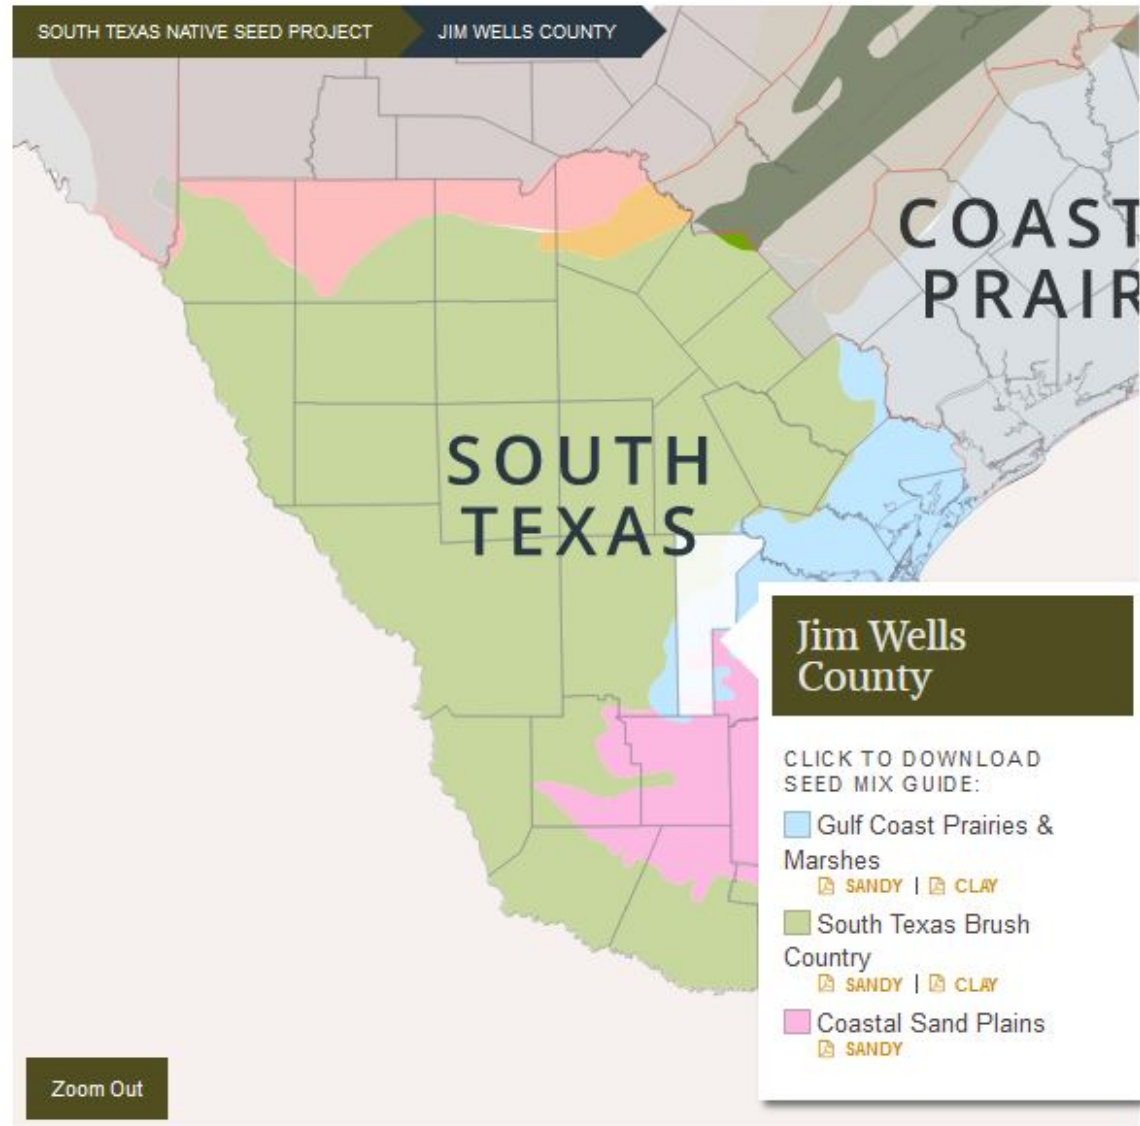 SOUTH TEXAS NATIVE SEED PROJECT
JIM WELLS COUNTY
COAST
PRAIR
SOUTH
TEXAS
Jim Wells
County
CLICK TO DOWNLOAD
SEED MIX GUIDE:
Gulf Coast Prairies &
Marshes
SANDY | CLAY
South Texas Brush
Country
SANDY | CLAY
Coastal Sand Plains
SANDY
Zoom Out